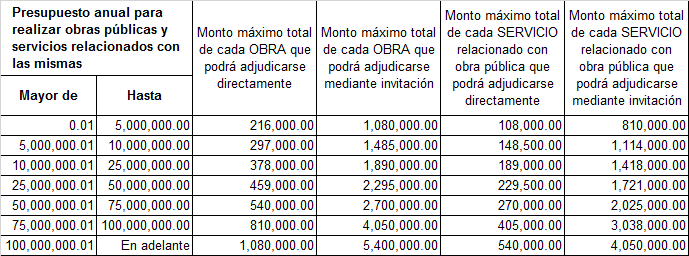 Presupuesto anual para
realizar obras públicas y
servicios relacionados con
las mismas
Mayor de Hasta
Monto máximo total
de cada OBRA que
podrá adjudicarse
directamente
Monto máximo total
de cada OBRA que
podrá adjudicarse
mediante invitación
Monto máximo total
de cada SERVICIO
relacionado con
obra pública que
podrá adjudicarse
directamente
Monto máximo total
de cada SERVICIO
relacionado con
obra pública que
podrá adjudicarse
mediante invitación
0.01 5,000,000.00 216,000.00 1,080,000.00 108,000.00 810,000.00
5,000,000.01 10,000,000.00 297,000.00 1,485,000.00 148,500.00 1,114,000.00
10,000,000.01 25,000,000.00 378,000.00 1,890,000.00 189,000.00 1,418,000.00
25,000,000.01 50,000,000.00 459,000.00 2,295,000.00 229,500.00 1,721,000.00
50,000,000.01 75,000,000.00 540,000.00 2,700,000.00 270,000.00 2,025,000.00
75,000,000.01 100,000,000.00 810,000.00 4,050,000.00 405,000.00 3,038,000.00
100,000,000.01 En adelante 1,080,000.00 5,400,000.00 540,000.00 4,050,000.00